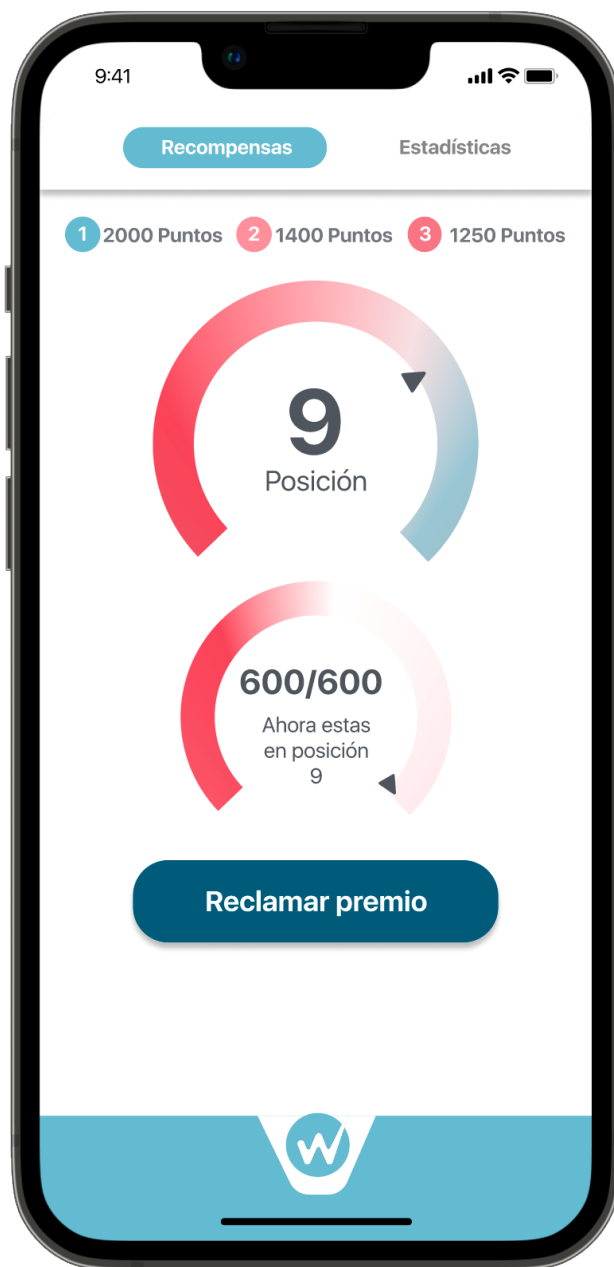 9:41
Recompensas Estadísticas
1 2000 Puntos 2 1400 Puntos 3 1250 Puntos
9
Posición
600/600
Ahora estas
en posición
9
Reclamar premio
W